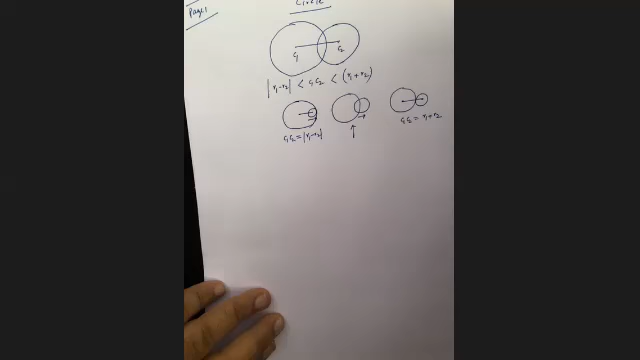 Circle
Page 1
C₁ C₂
|r₁-r₂| < C₁C₂ < (r₁+r₂)
C₁C₂ = |r₁-r₂|
C₁C₂ = r₁+r₂